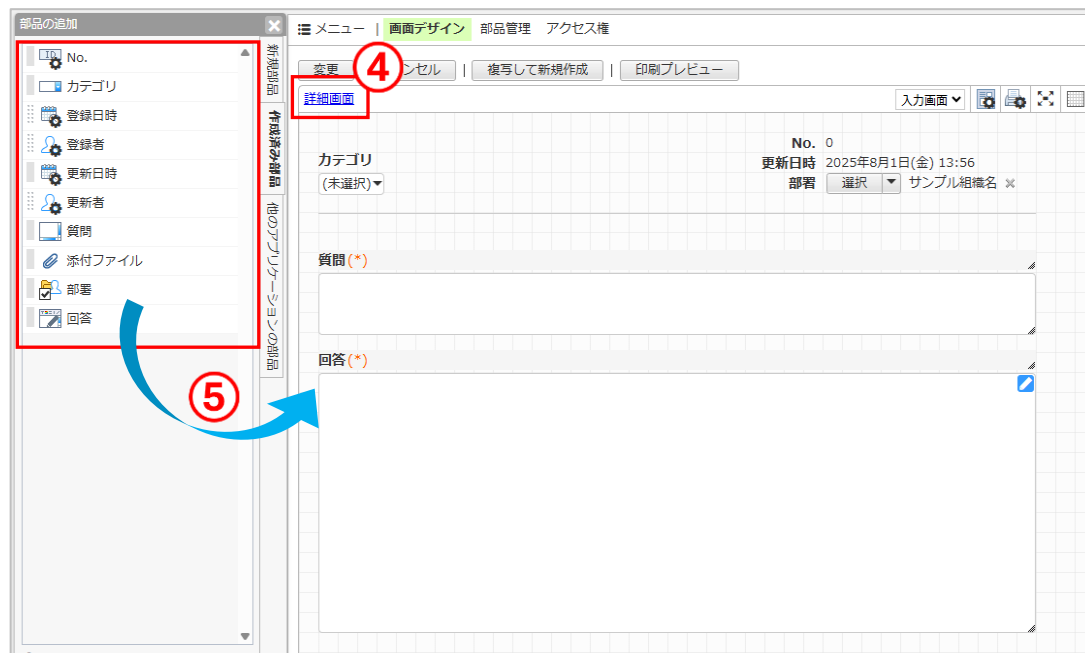 部品の追加
No.
カテゴリ
登録日時
登録者
更新日時
更新者
質問
添付ファイル
部署
回答
新規部品
作成済み部品
他のアプリケーションの部品
メニュー | 画面デザイン 部品管理 アクセス権
変更 ④ ンセル | 複写して新規作成 | 印刷プレビュー
詳細画面 入力画面
No. 0
カテゴリ 更新日時 2025年8月1日(金) 13:56
(未選択) 部署 選択 サンプル組織名
質問(*)
回答(*)
⑤